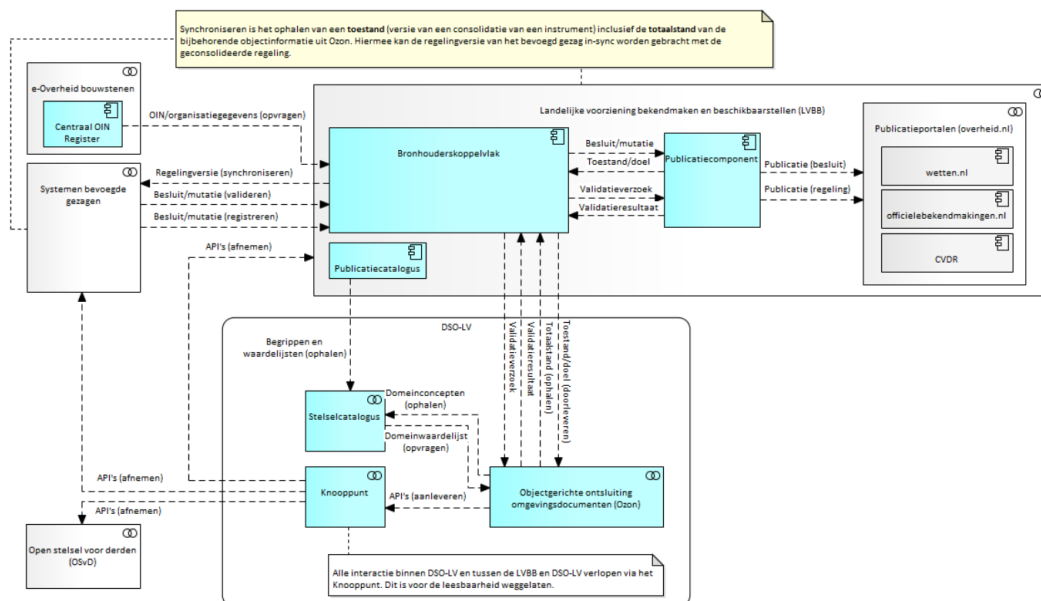 Synchroniseren is het ophalen van een toestand (versie van een consolidatie van een instrument) inclusief de totaalstand van de
bijbehorende objectinformatie uit Ozon. Hiermee kan de regelingversie van het bevoegd gezag in-sync worden gebracht met de
geconsolideerde regeling.
e-Overheid bouwstenen
Centraal OIN
Register
OIN/organisatiegegevens (opvragen)
Landelijke voorziening bekendmaken en beschikbaarstellen (LVBB)
Bronhouderskoppelvlak
Besluit/mutatie
Toestand/doel
Validatieverzoek
Validatieresultaat
Publicatiecomponent
Publicatie (besluit)
Publicatie (regeling)
Publicatieportalen (overheid.nl)
wetten.nl
officielebekendmakingen.nl
CVDR
Systemen bevoegde
gezagen
Regelingversie (synchroniseren)
Besluit/mutatie (valideren)
Besluit/mutatie (registreren)
API's (afnemen)
Publicatiecatalogus
DSO-LV
Begrippen en
waardelijsten (ophalen)
Validatieverzoek
Validatieresultaat
Totaalstand (ophalen)
Toestand/doel (doorleveren)
Stelselcatalogus
Domeinconcepten
(ophalen)
Domeinwaardelijst
(opvragen)
Knooppunt
API's (aanleveren)
Objectgerichte ontsluiting
omgevingsdocumenten (Ozon)
API's (afnemen)
API's (afnemen)
Open stelsel voor derden
(OSvD)
Alle interactie binnen DSO-LV en tussen de LVBB en DSO-LV verlopen via het
Knooppunt. Dit is voor de leesbaarheid weggelaten.